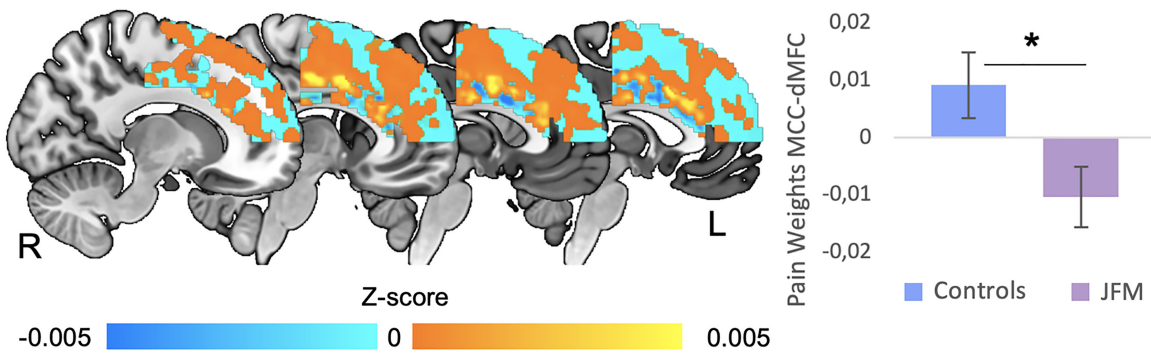 R
L
Z-score
-0.005
0
0.005
Pain Weights MCC-dMFC
0,02
0,01
0
-0,01
-0,02
*
Controls
JFM